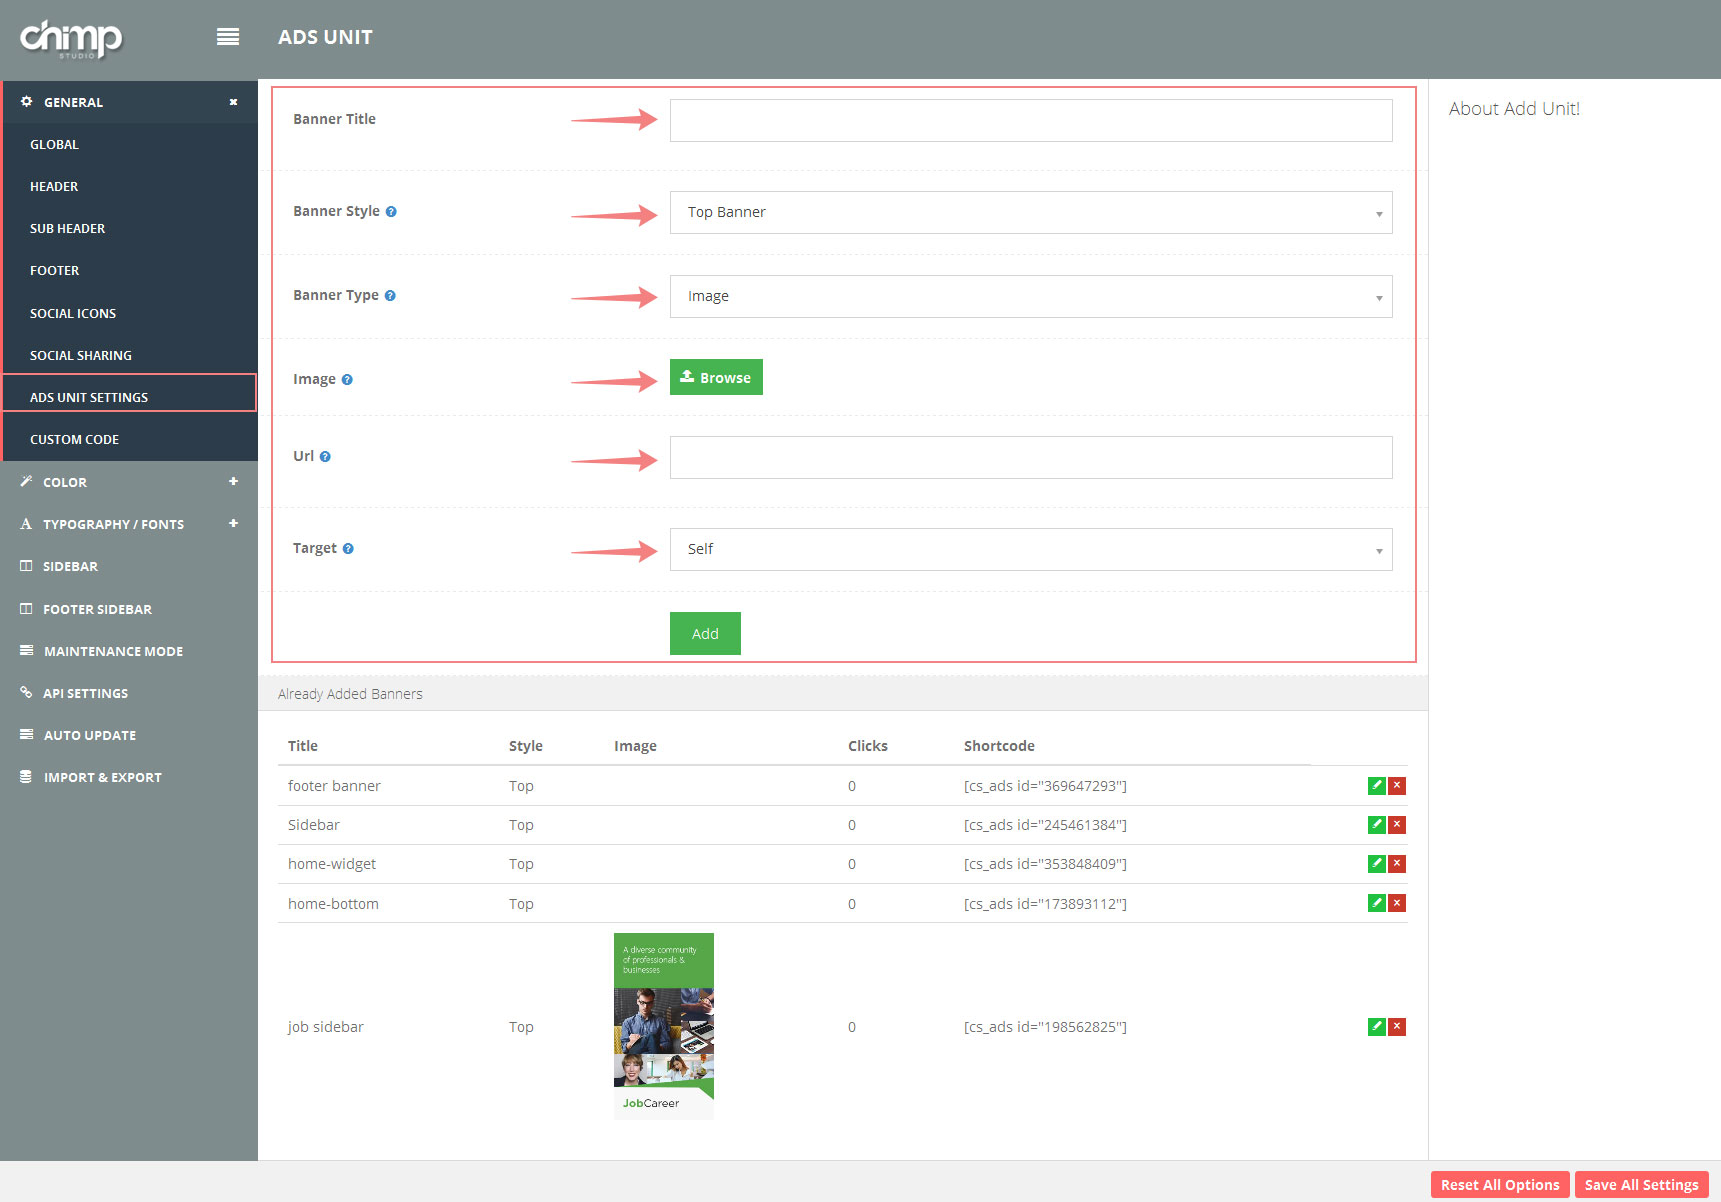 chimp
STUDIO
ADS UNIT
GENERAL
GLOBAL
HEADER
SUB HEADER
FOOTER
SOCIAL ICONS
SOCIAL SHARING
ADS UNIT SETTINGS
CUSTOM CODE
COLOR
TYPOGRAPHY / FONTS
SIDEBAR
FOOTER SIDEBAR
MAINTENANCE MODE
API SETTINGS
AUTO UPDATE
IMPORT & EXPORT
Banner Title
Banner Style
Top Banner
Banner Type
Image
Image
Browse
Url
Target
Self
Add
About Add Unit!
Already Added Banners
Title Style Image Clicks Shortcode
footer banner Top 0 [cs_ads id="369647293"]
Sidebar Top 0 [cs_ads id="245461384"]
home-widget Top 0 [cs_ads id="353848409"]
home-bottom Top 0 [cs_ads id="173893112"]
A diverse community
of professionals &
businesses
job sidebar Top 0 [cs_ads id="198562825"]
JobCareer
Reset All Options Save All Settings